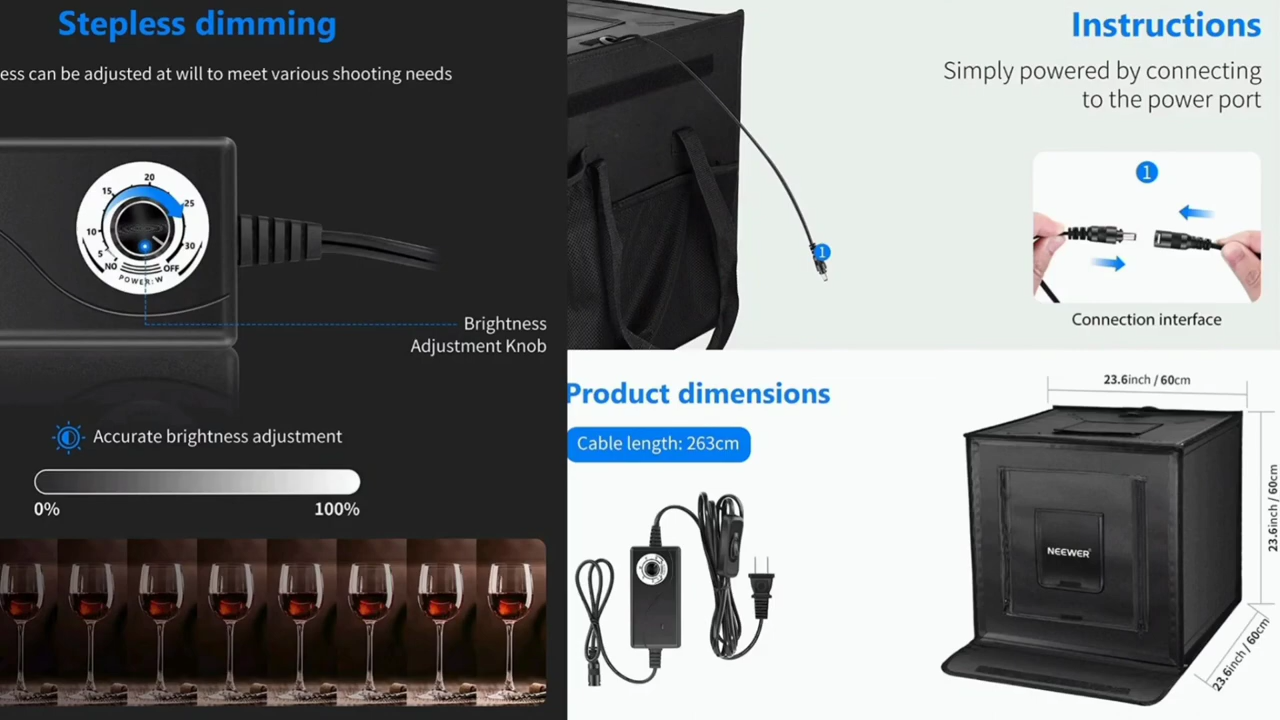 Stepless dimming
ess can be adjusted at will to meet various shooting needs
20
15
25
10
30
5
NO
OFF
POWER:W
Brightness
Adjustment Knob
Accurate brightness adjustment
0%
100%
Instructions
Simply powered by connecting
to the power port
1
1
Connection interface
Product dimensions
Cable length: 263cm
23.6inch / 60cm
23.6inch / 60cm
23.6inch / 60cm
NEEWER